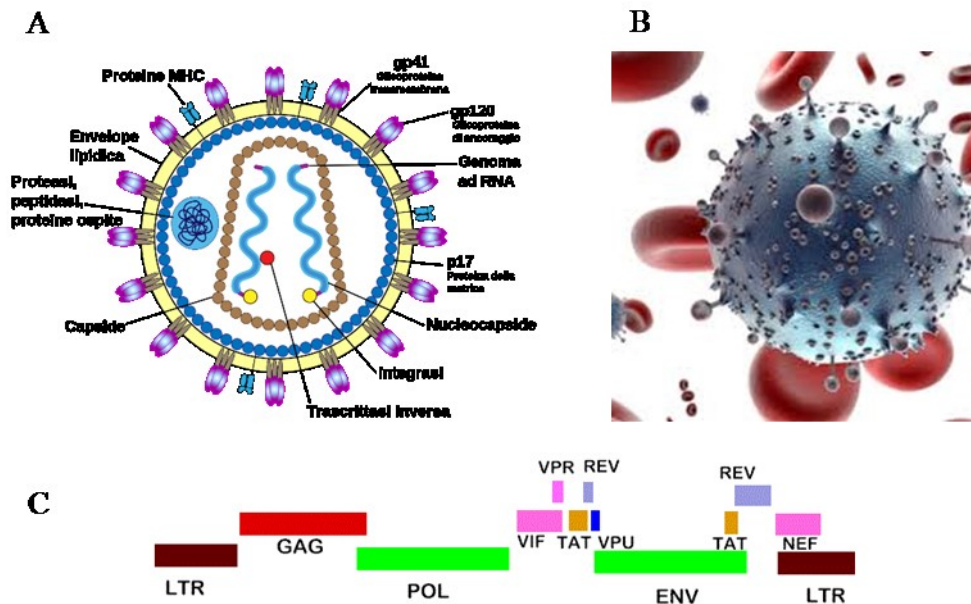 A
B
Proteine MHC
gp41
Glicoproteina
transmembrana
gp120
Glicoproteina
di ancoraggio
Envelope
lipidica
Genoma
ad RNA
Proteasi,
peptidasi,
proteine ospite
p17
Proteina della
matrice
Capside
Nucleocapside
Integrasi
Trascrittasi inversa
C
VPR REV
REV
GAG
VIF TAT VPU
TAT NEF
LTR
POL
ENV
LTR